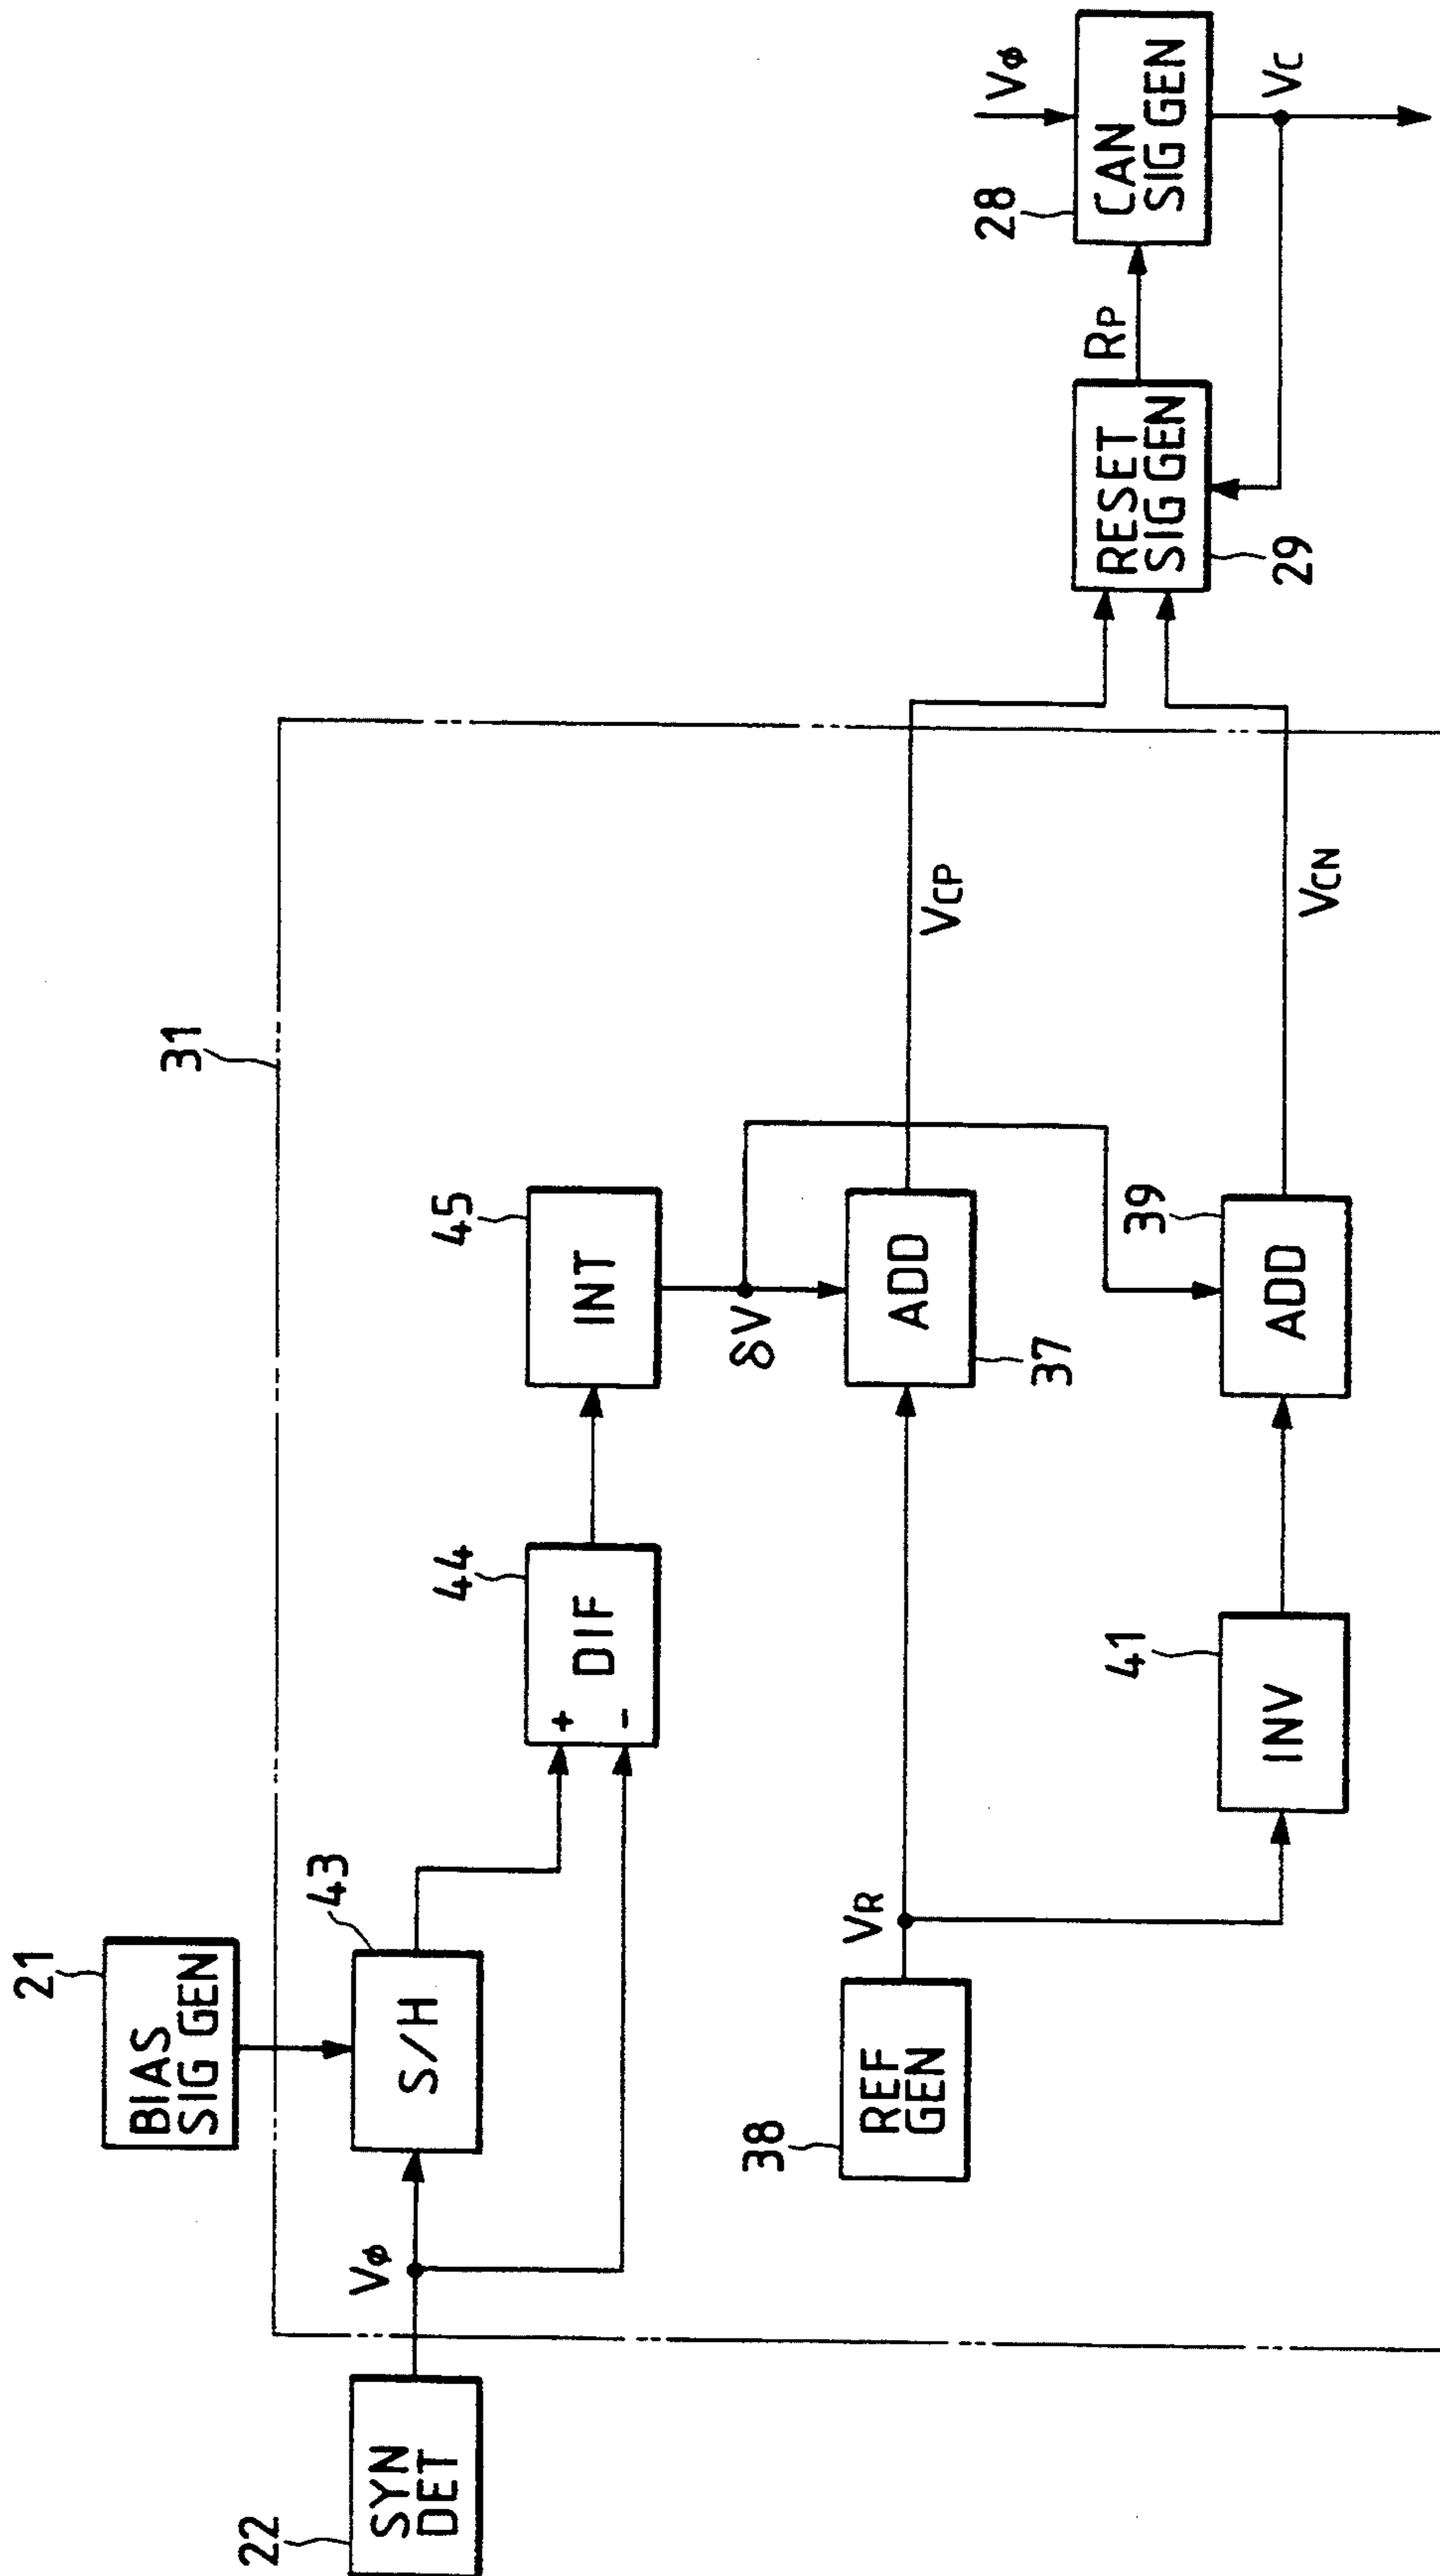 21
BIAS
SIG GEN
22
SYN
DET
Vφ
43
S/H
44
+
-
DIF
45
INT
31
δV
38
REF
GEN
VR
37
ADD
VCP
41
INV
39
ADD
VCN
RESET
SIG GEN
29
RP
28
CAN
SIG GEN
Vφ
VC